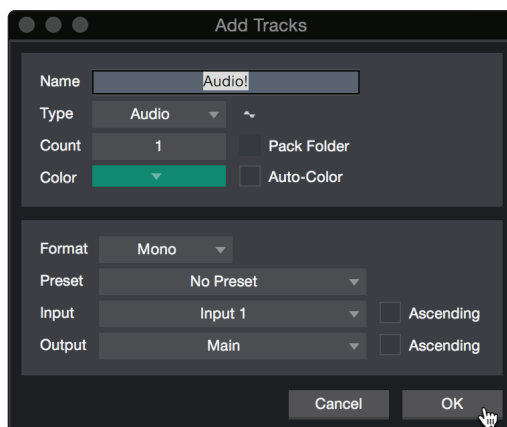 Add Tracks
Name Audio!
Type Audio
Count 1 Pack Folder
Color Auto-Color
Format Mono
Preset No Preset
Input Input 1 Ascending
Output Main Ascending
Cancel OK